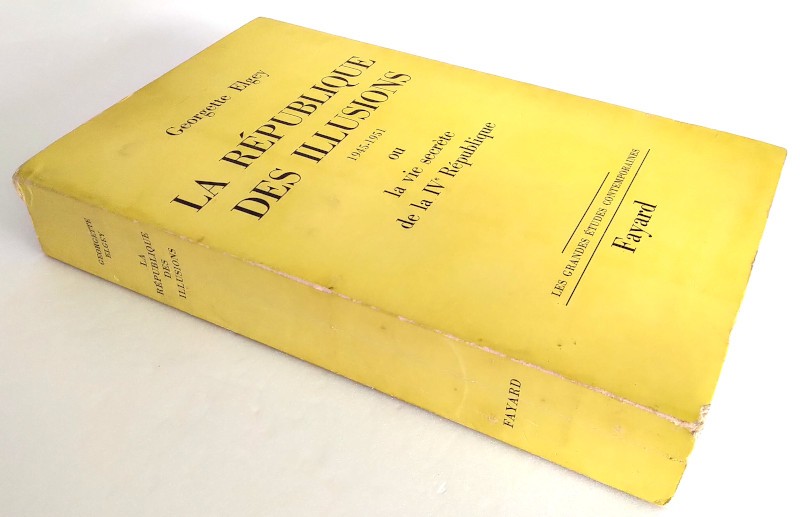 Georgette Elgey
LA RÉPUBLIQUE
DES ILLUSIONS
1945-1951
ou
la vie secrète
de la IVᵉ République
LES GRANDES ÉTUDES CONTEMPORAINES
Fayard
GEORGETTE
ELGEY
LA
RÉPUBLIQUE
DES
ILLUSIONS
FAYARD